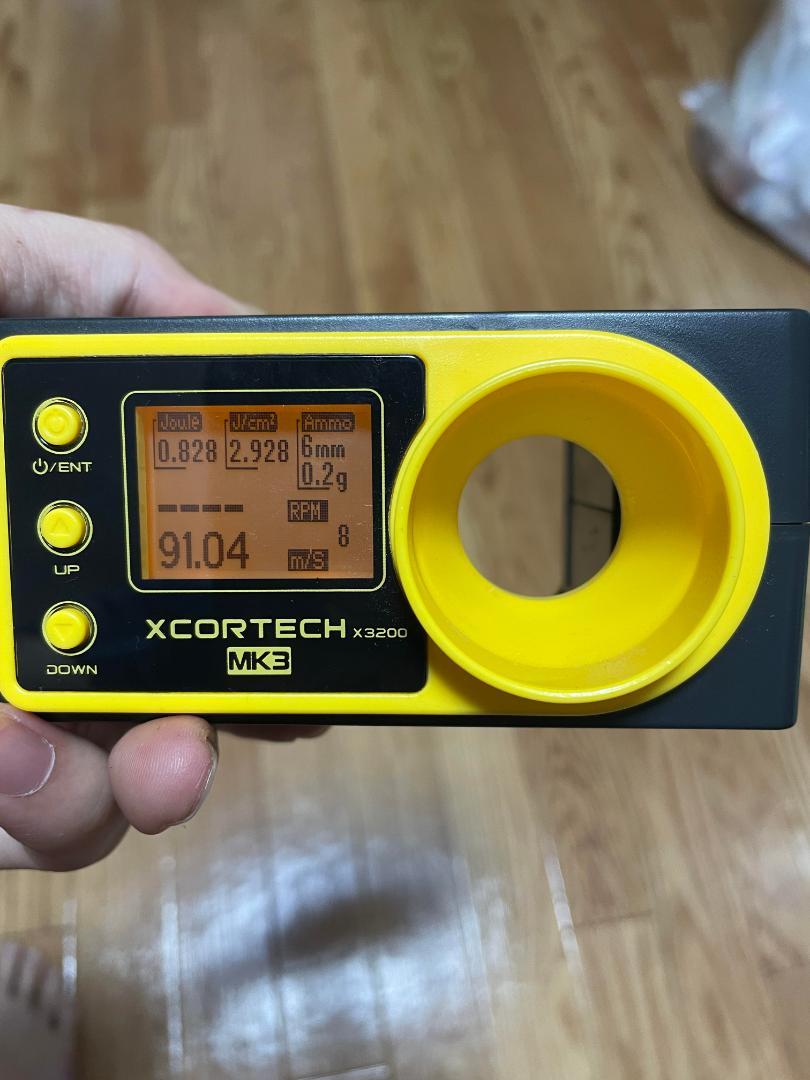 Joule J/cm² Ammo
0.828 2.928 6mm
0.2g
---- RPM
8
91.04 m/S
⏻/ENT
UP
DOWN
XCORTECH X3200
MK3